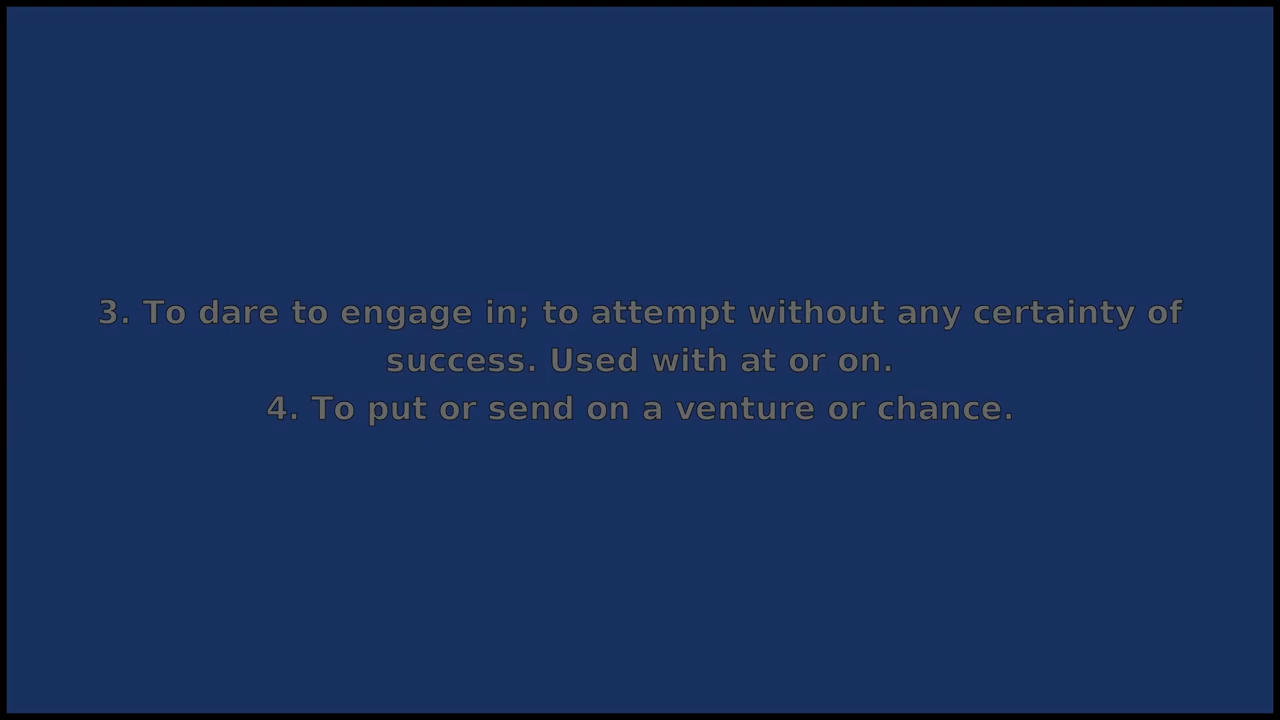 3. To dare to engage in; to attempt without any certainty of
success. Used with at or on.
4. To put or send on a venture or chance.